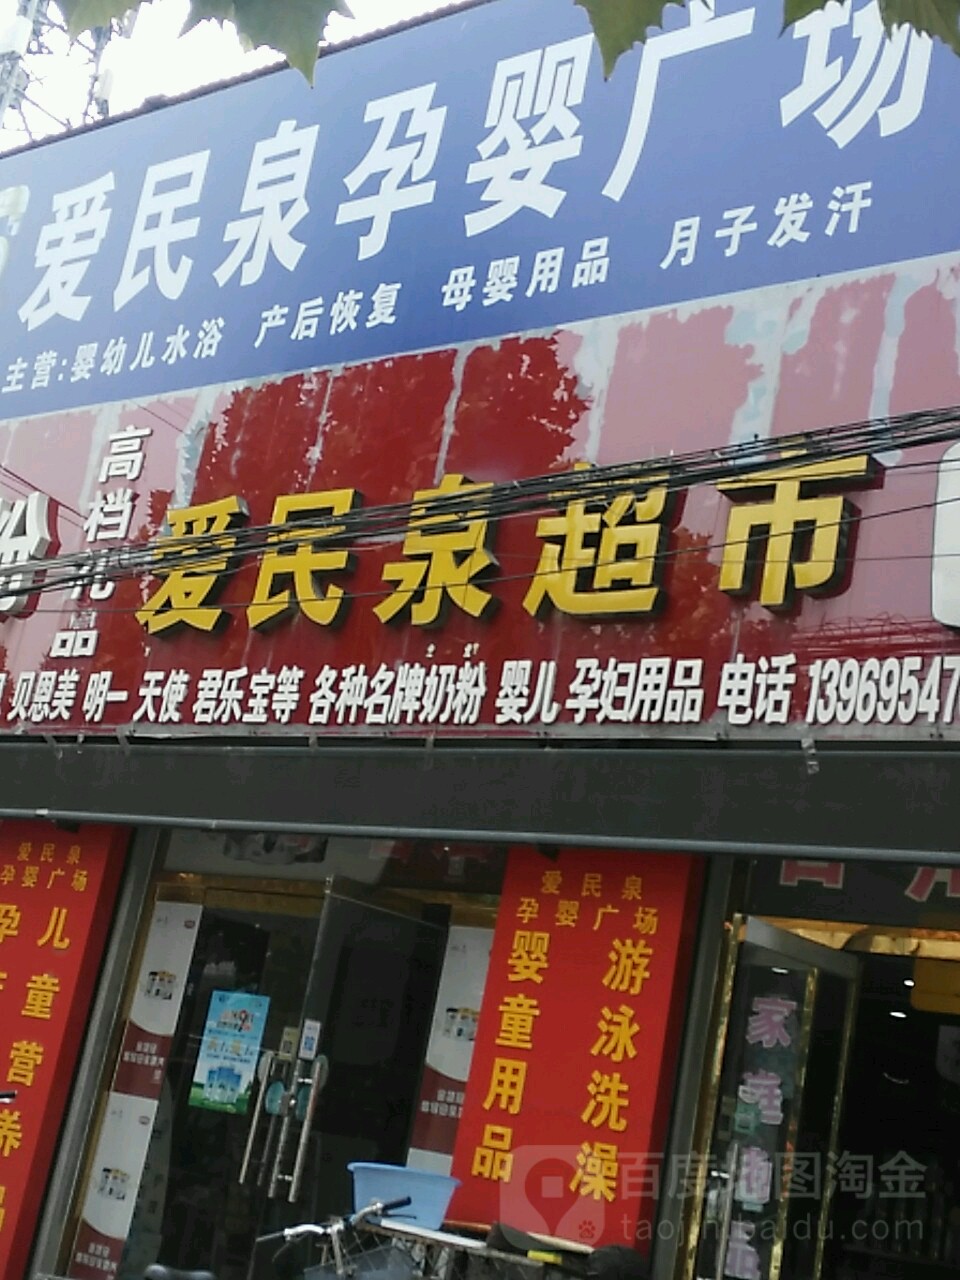 爱民泉孕婴广场
主营:婴幼儿水浴 产后恢复 母婴用品 月子发汗
高档礼品
爱民泉超市
贝恩美 明一 天使 君乐宝等 各种名牌奶粉 婴儿 孕妇用品 电话 13969547
爱民泉
孕婴广场
孕 儿
童
营
养
爱民泉
孕婴广场
婴童用品
游泳洗澡
家庭
百度地图淘金
taojin.baidu.com